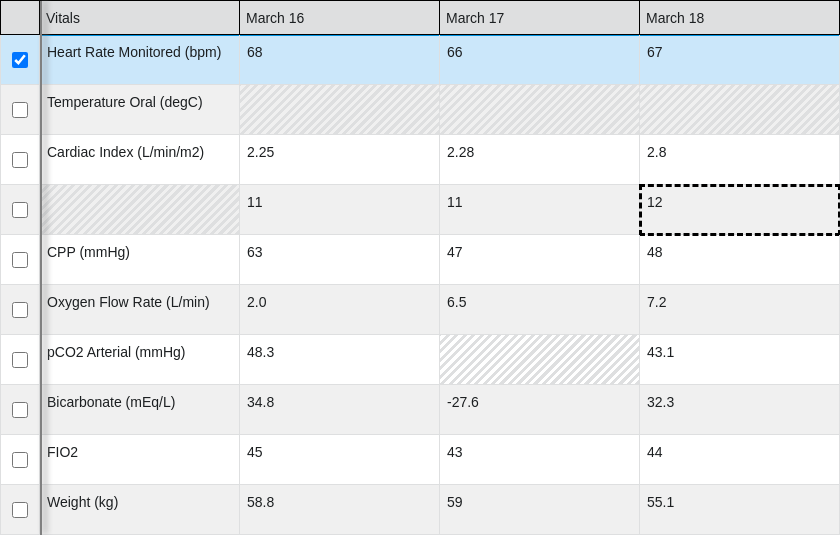 Vitals March 16 March 17 March 18
Heart Rate Monitored (bpm) 68 66 67
Temperature Oral (degC)
Cardiac Index (L/min/m2) 2.25 2.28 2.8
11 11 12
CPP (mmHg) 63 47 48
Oxygen Flow Rate (L/min) 2.0 6.5 7.2
pCO2 Arterial (mmHg) 48.3 43.1
Bicarbonate (mEq/L) 34.8 -27.6 32.3
FIO2 45 43 44
Weight (kg) 58.8 59 55.1